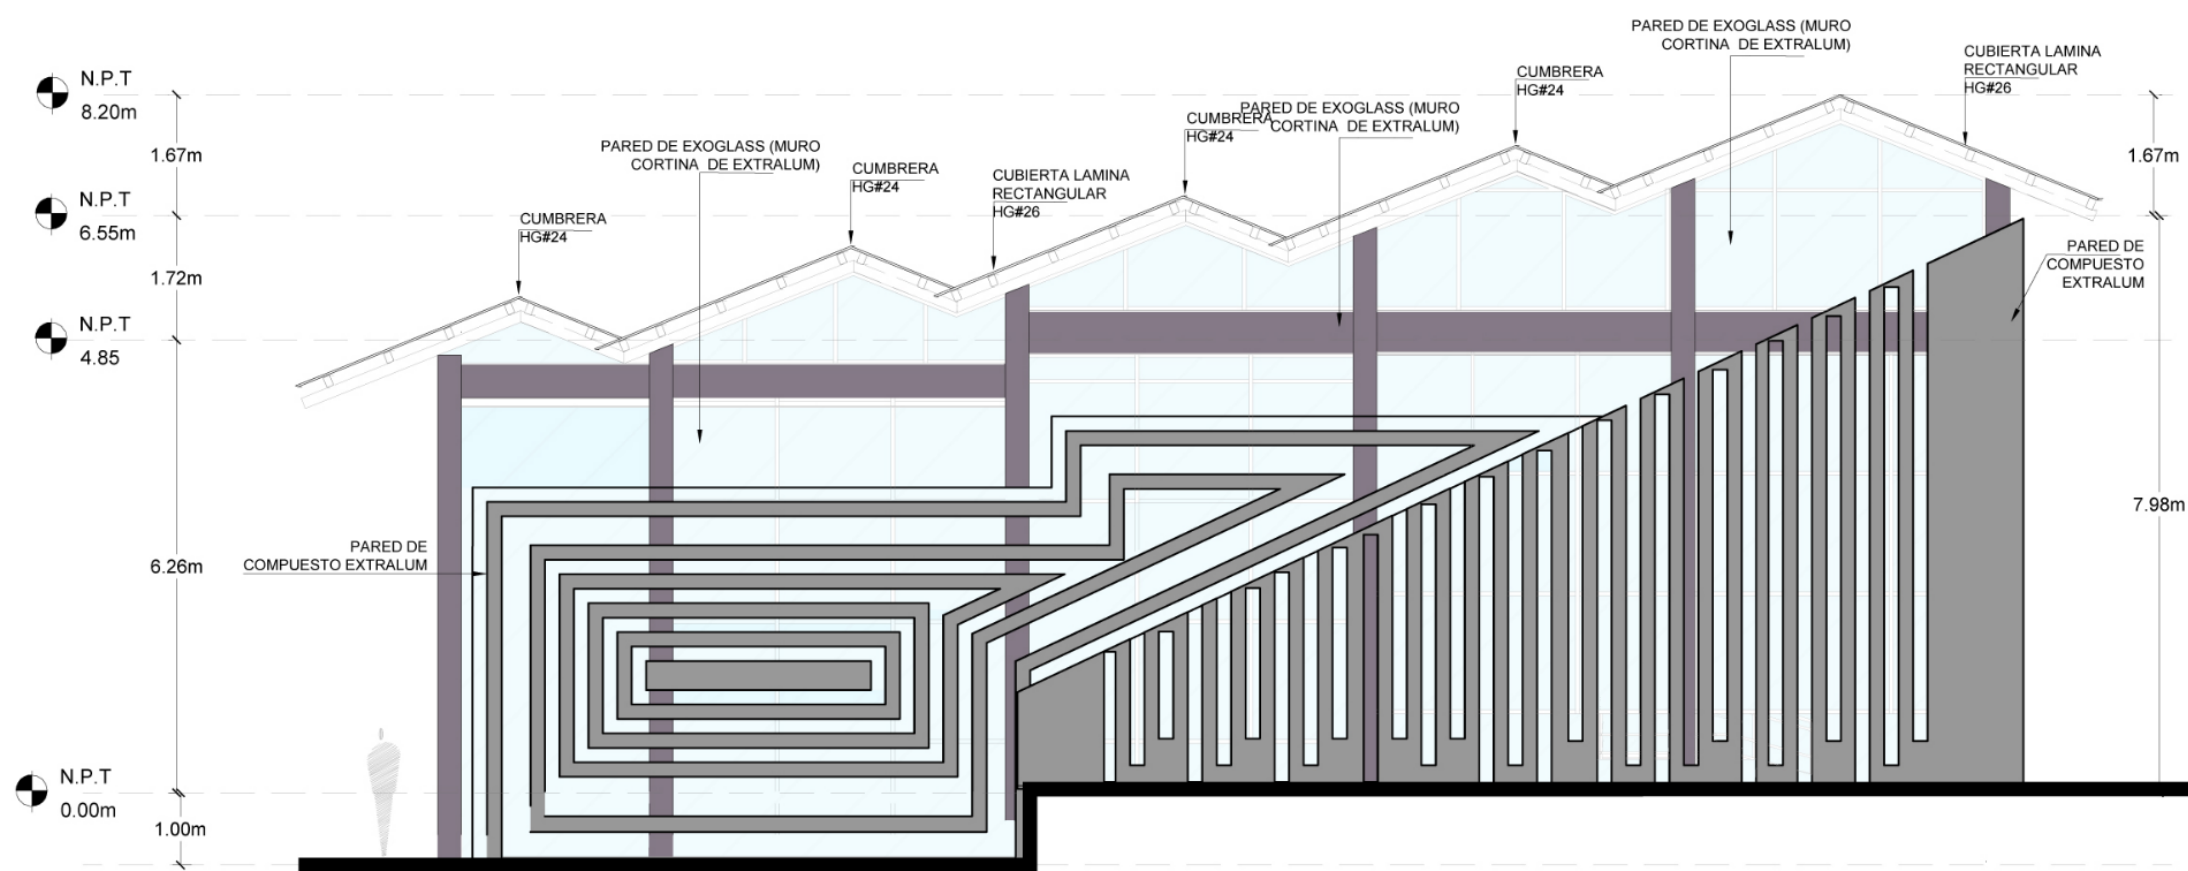 PARED DE EXOGLASS (MURO
CORTINA  DE EXTRALUM)
CUBIERTA LAMINA
RECTANGULAR
HG#26
CUMBRERA
HG#24
N.P.T
8.20m
PARED DE EXOGLASS (MURO
CORTINA  DE EXTRALUM)
CUMBRERA
HG#24
PARED DE EXOGLASS (MURO
CORTINA  DE EXTRALUM)
1.67m
1.67m
CUMBRERA
HG#24
CUBIERTA LAMINA
RECTANGULAR
HG#26
N.P.T
6.55m
CUMBRERA
HG#24
PARED DE
COMPUESTO
EXTRALUM
1.72m
N.P.T
4.85
7.98m
PARED DE
COMPUESTO EXTRALUM
6.26m
N.P.T
0.00m
1.00m